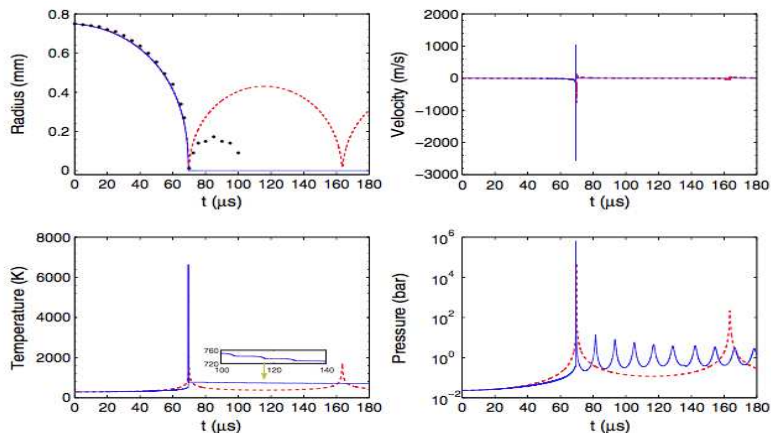 0.8
0.6
0.4
0.2
0
Radius (mm)
0 20 40 60 80 100 120 140 160 180
t (μs)
2000
1000
0
−1000
−2000
−3000
Velocity (m/s)
0 20 40 60 80 100 120 140 160 180
t (μs)
8000
6000
4000
2000
0
Temperature (K)
760
720
100 120 140
0 20 40 60 80 100 120 140 160 180
t (μs)
10^6
10^4
10^2
10^0
10^−2
Pressure (bar)
0 20 40 60 80 100 120 140 160 180
t (μs)